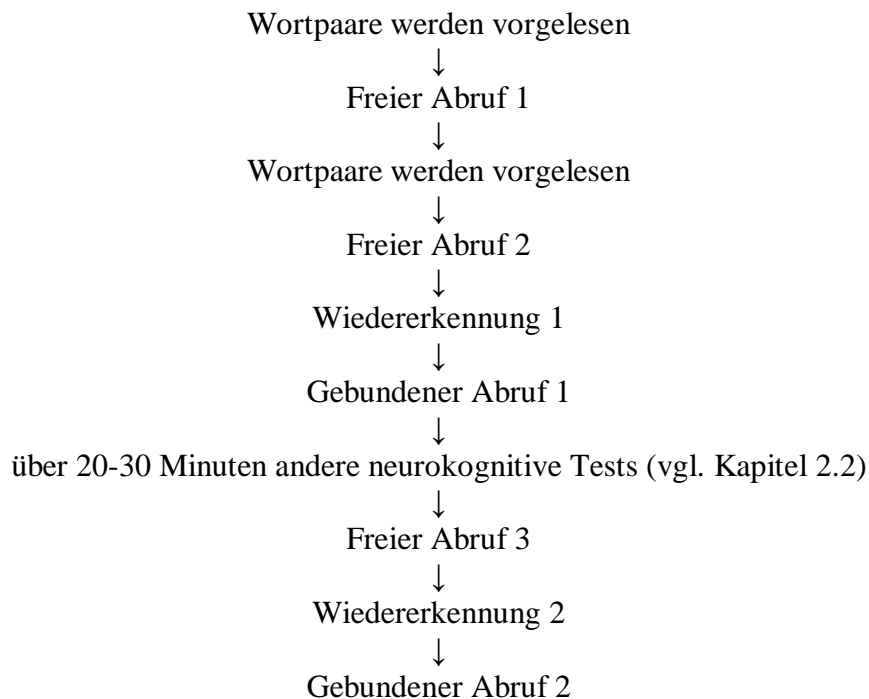 Wortpaare werden vorgelesen
↓
Freier Abruf 1
↓
Wortpaare werden vorgelesen
↓
Freier Abruf 2
↓
Wiedererkennung 1
↓
Gebundener Abruf 1
↓
über 20-30 Minuten andere neurokognitive Tests (vgl. Kapitel 2.2)
↓
Freier Abruf 3
↓
Wiedererkennung 2
↓
Gebundener Abruf 2